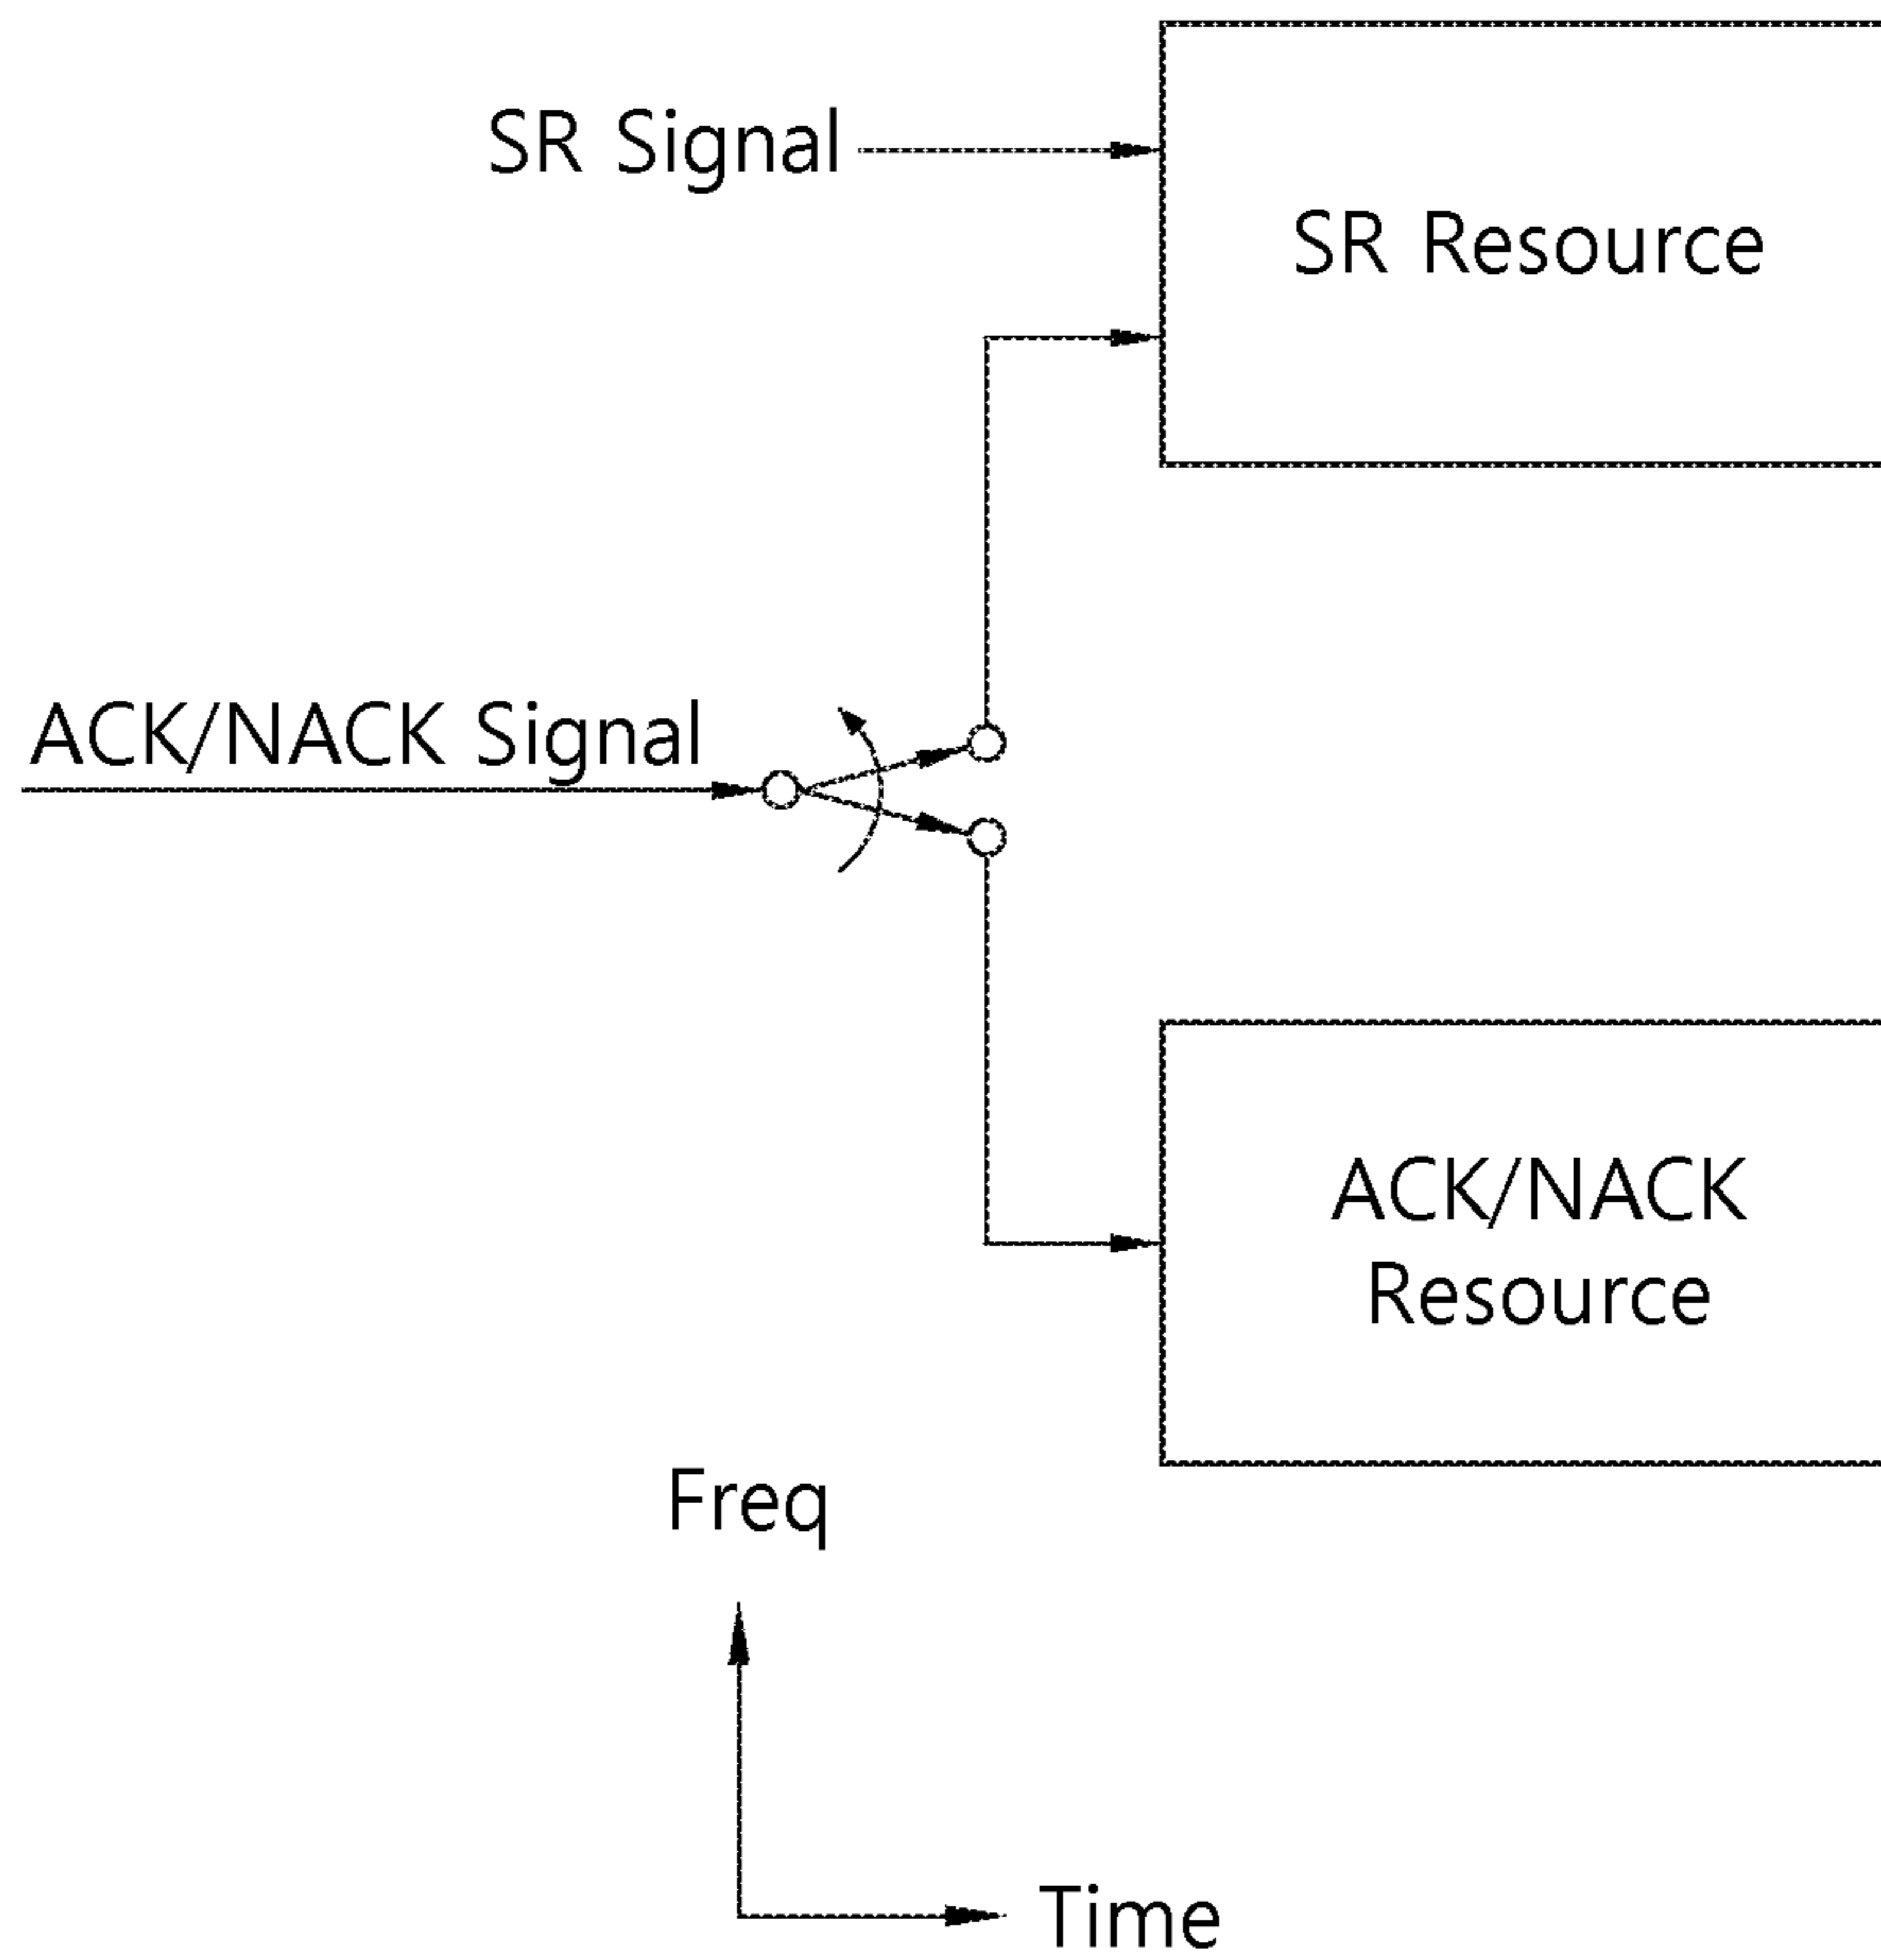 SR Signal
SR Resource
ACK/NACK Signal
ACK/NACK
Resource
Freq
Time